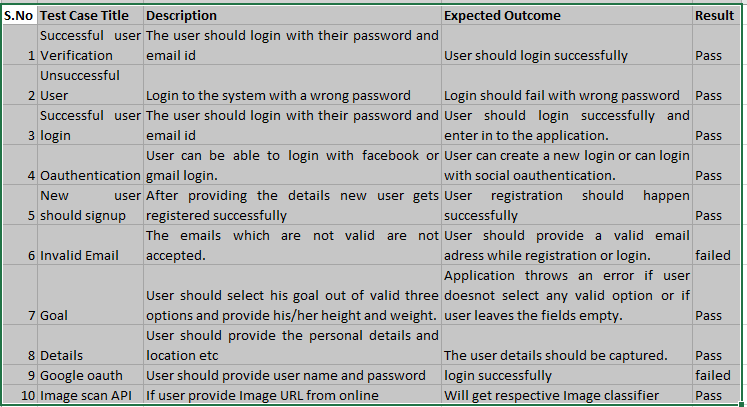 S.No Test Case Title Description Expected Outcome Result
Successful user The user should login with their password and
1 Verification email id User should login successfully Pass
Unsuccessful
2 User Login to the system with a wrong password Login should fail with wrong password Pass
Successful user The user should login with their password and User should login successfully and
3 login email id enter in to the application. Pass
User can be able to login with facebook or User can create a new login or can login
4 Oauthentication gmail login. with social oauthentication. Pass
New user After providing the details new user gets User registration should happen
5 should signup registered successfully successfully Pass
The emails which are not valid are not User should provide a valid email
6 Invalid Email accepted. adress while registration or login. failed
Application throws an error if user
User should select his goal out of valid three doesnot select any valid option or if
7 Goal options and provide his/her height and weight. user leaves the fields empty. Pass
User should provide the personal details and
8 Details location etc The user details should be captured. Pass
9 Google oauth User should provide user name and password login successfully failed
10 Image scan API If user provide Image URL from online Will get respective Image classifier Pass